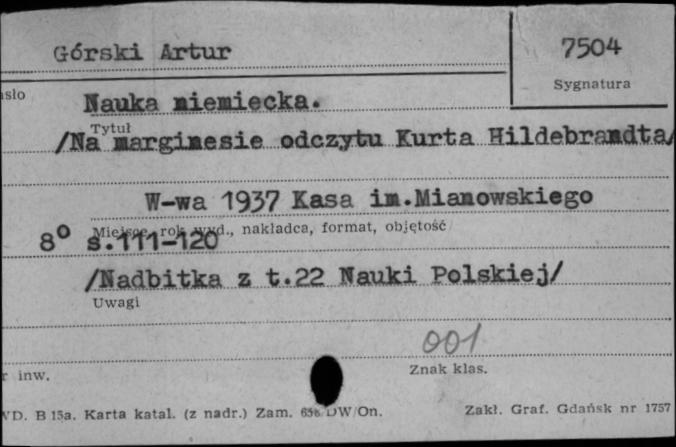 Górski Artur
7504
Sygnatura
asło
Nauka niemiecka.
Tytuł
/Na marginesie odczytu Kurta Hildebrandta/
W-wa 1937 Kasa im.Mianowskiego
Miejsce, rok wyd., nakładca, format, objętość
8° s.111-120
/Nadbitka z t.22 Nauki Polskiej/
Uwagi
001
Znak klas.
r inw.
WD. B 15a. Karta katal. (z nadr.) Zam. 656 DW/On.
Zakł. Graf. Gdańsk nr 1757